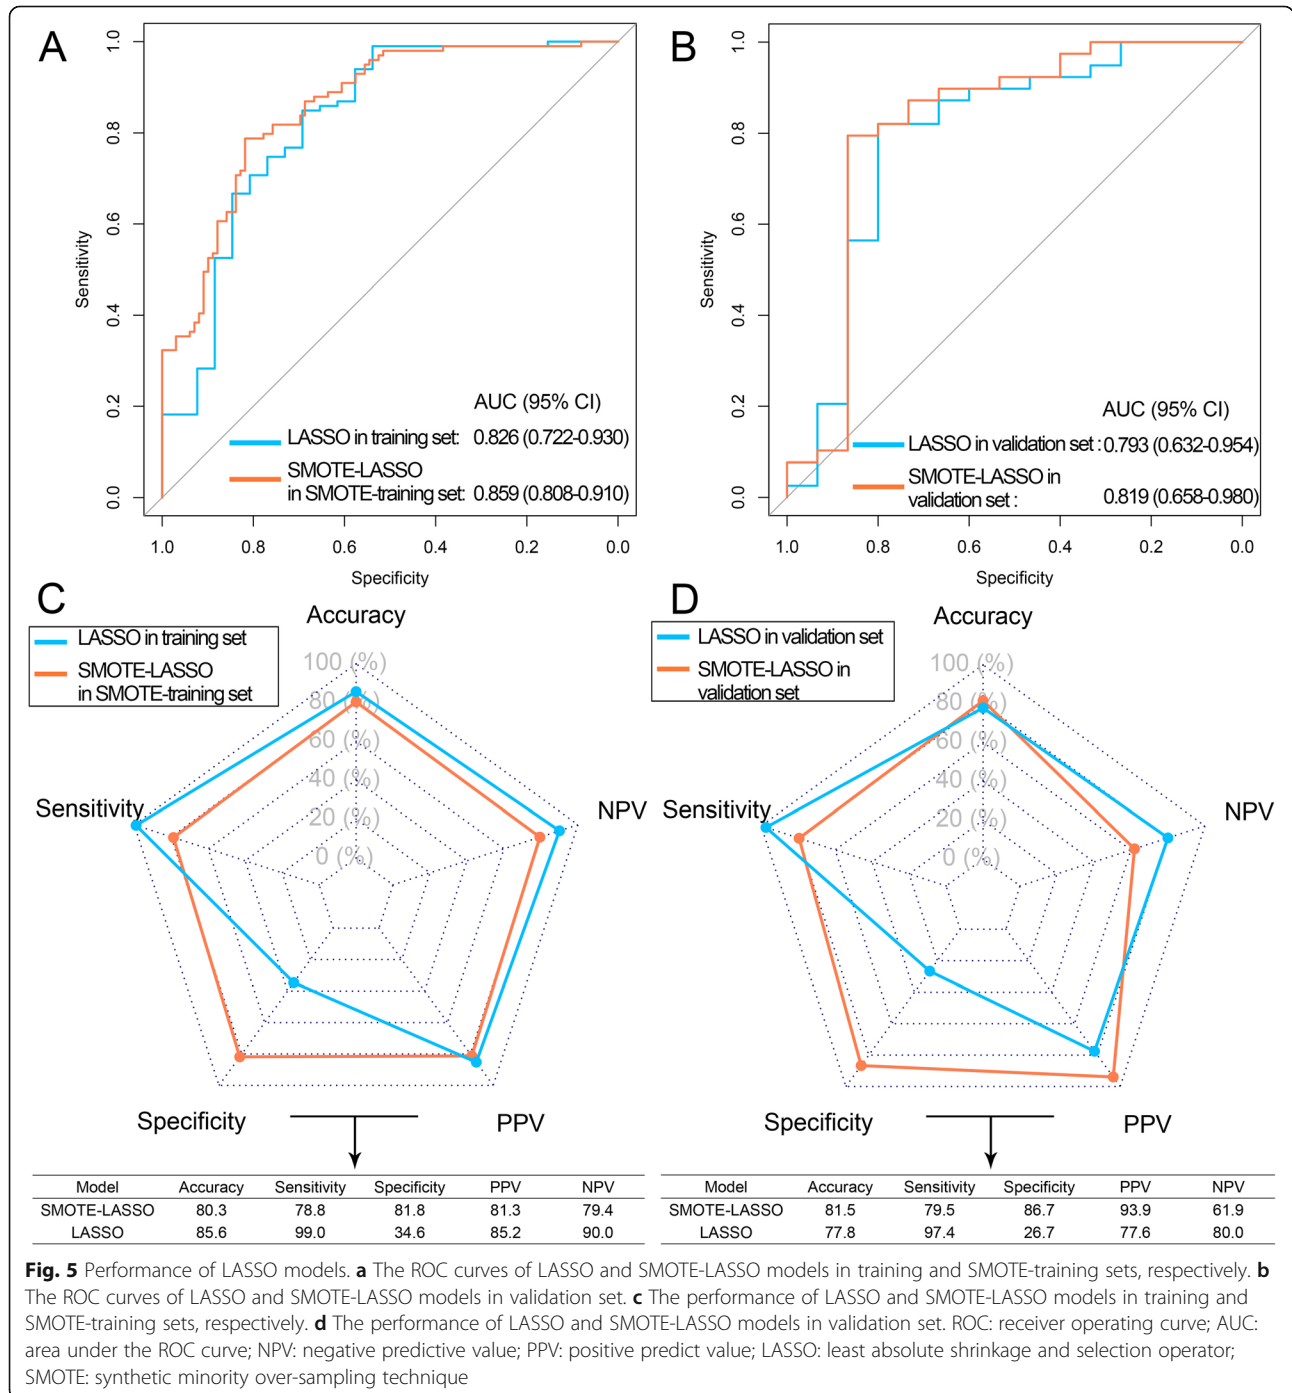 A
1.0
0.8
0.6
0.4
0.2
0.0
Sensitivity
AUC (95% CI)
LASSO in training set: 0.826 (0.722-0.930)
SMOTE-LASSO
in SMOTE-training set: 0.859 (0.808-0.910)
1.0 0.8 0.6 0.4 0.2 0.0
Specificity
B
1.0
0.8
0.6
0.4
0.2
0.0
Sensitivity
AUC (95% CI)
LASSO in validation set : 0.793 (0.632-0.954)
SMOTE-LASSO in
validation set : 0.819 (0.658-0.980)
1.0 0.8 0.6 0.4 0.2 0.0
Specificity
C
LASSO in training set
SMOTE-LASSO
in SMOTE-training set
Accuracy
100 (%)
80 (%)
60 (%)
40 (%)
20 (%)
0 (%)
Sensitivity
NPV
Specificity
PPV
Model Accuracy Sensitivity Specificity PPV NPV
SMOTE-LASSO 80.3 78.8 81.8 81.3 79.4
LASSO 85.6 99.0 34.6 85.2 90.0
D
LASSO in validation set
SMOTE-LASSO in
validation set
Accuracy
100 (%)
80 (%)
60 (%)
40 (%)
20 (%)
0 (%)
Sensitivity
NPV
Specificity
PPV
Model Accuracy Sensitivity Specificity PPV NPV
SMOTE-LASSO 81.5 79.5 86.7 93.9 61.9
LASSO 77.8 97.4 26.7 77.6 80.0
Fig. 5 Performance of LASSO models. a The ROC curves of LASSO and SMOTE-LASSO models in training and SMOTE-training sets, respectively. b
The ROC curves of LASSO and SMOTE-LASSO models in validation set. c The performance of LASSO and SMOTE-LASSO models in training and
SMOTE-training sets, respectively. d The performance of LASSO and SMOTE-LASSO models in validation set. ROC: receiver operating curve; AUC:
area under the ROC curve; NPV: negative predictive value; PPV: positive predict value; LASSO: least absolute shrinkage and selection operator;
SMOTE: synthetic minority over-sampling technique